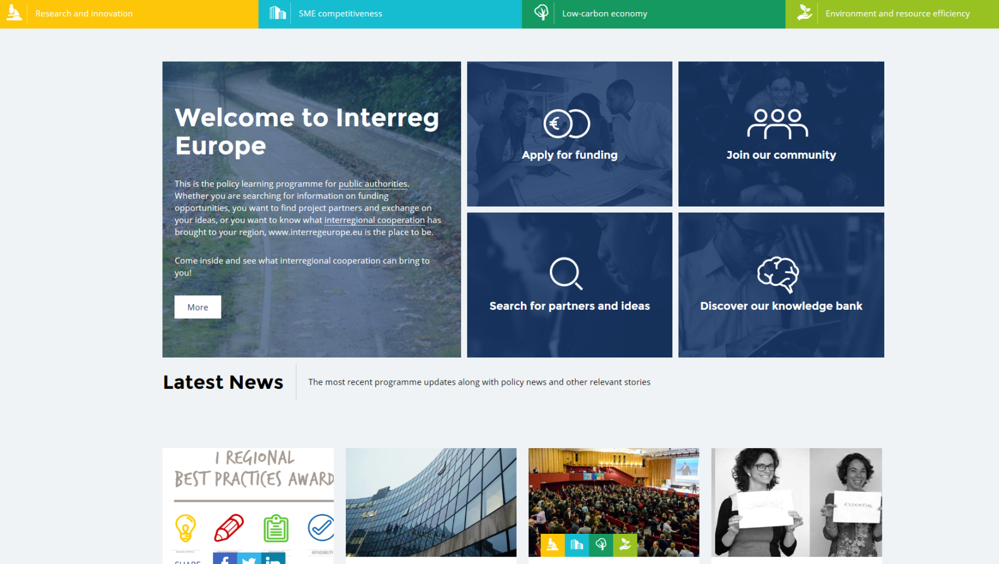 Research and innovation
SME competitiveness
Low-carbon economy
Environment and resource efficiency
Welcome to Interreg
Europe
This is the policy learning programme for public authorities.
Whether you are searching for information on funding
opportunities, you want to find project partners and exchange on
your ideas, or you want to know what interregional cooperation has
brought to your region, www.interregeurope.eu is the place to be.
Come inside and see what interregional cooperation can bring to
you!
More
Apply for funding
Join our community
Search for partners and ideas
Discover our knowledge bank
Latest News
The most recent programme updates along with policy news and other relevant stories
I REGIONAL
BEST PRACTICES AWARD
REPLICABILITY
SHARE
SHARING
ESSENTIAL